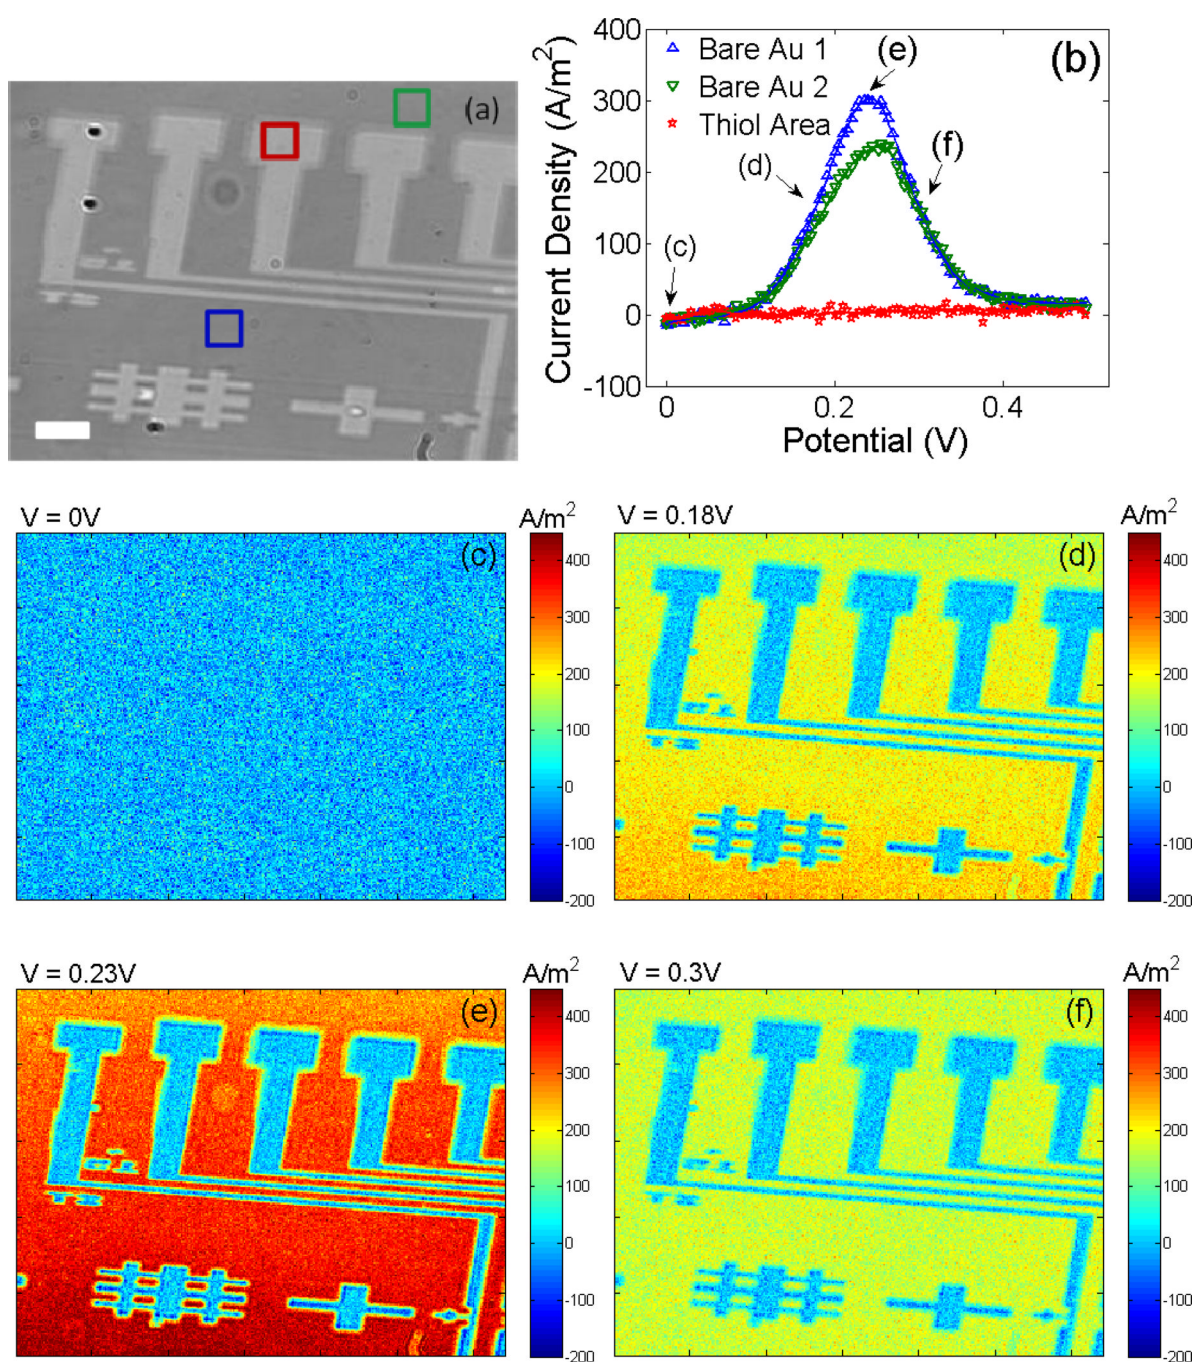 (a)
(b)
Bare Au 1
Bare Au 2
Thiol Area
(e)
(d)
(f)
(c)
400
300
200
100
0
-100
0
0.2
0.4
Current Density (A/m²)
Potential (V)
V = 0V
A/m²
(c)
400
300
200
100
0
-100
-200
V = 0.18V
A/m²
(d)
400
300
200
100
0
-100
-200
V = 0.23V
A/m²
(e)
400
300
200
100
0
-100
-200
V = 0.3V
A/m²
(f)
400
300
200
100
0
-100
-200